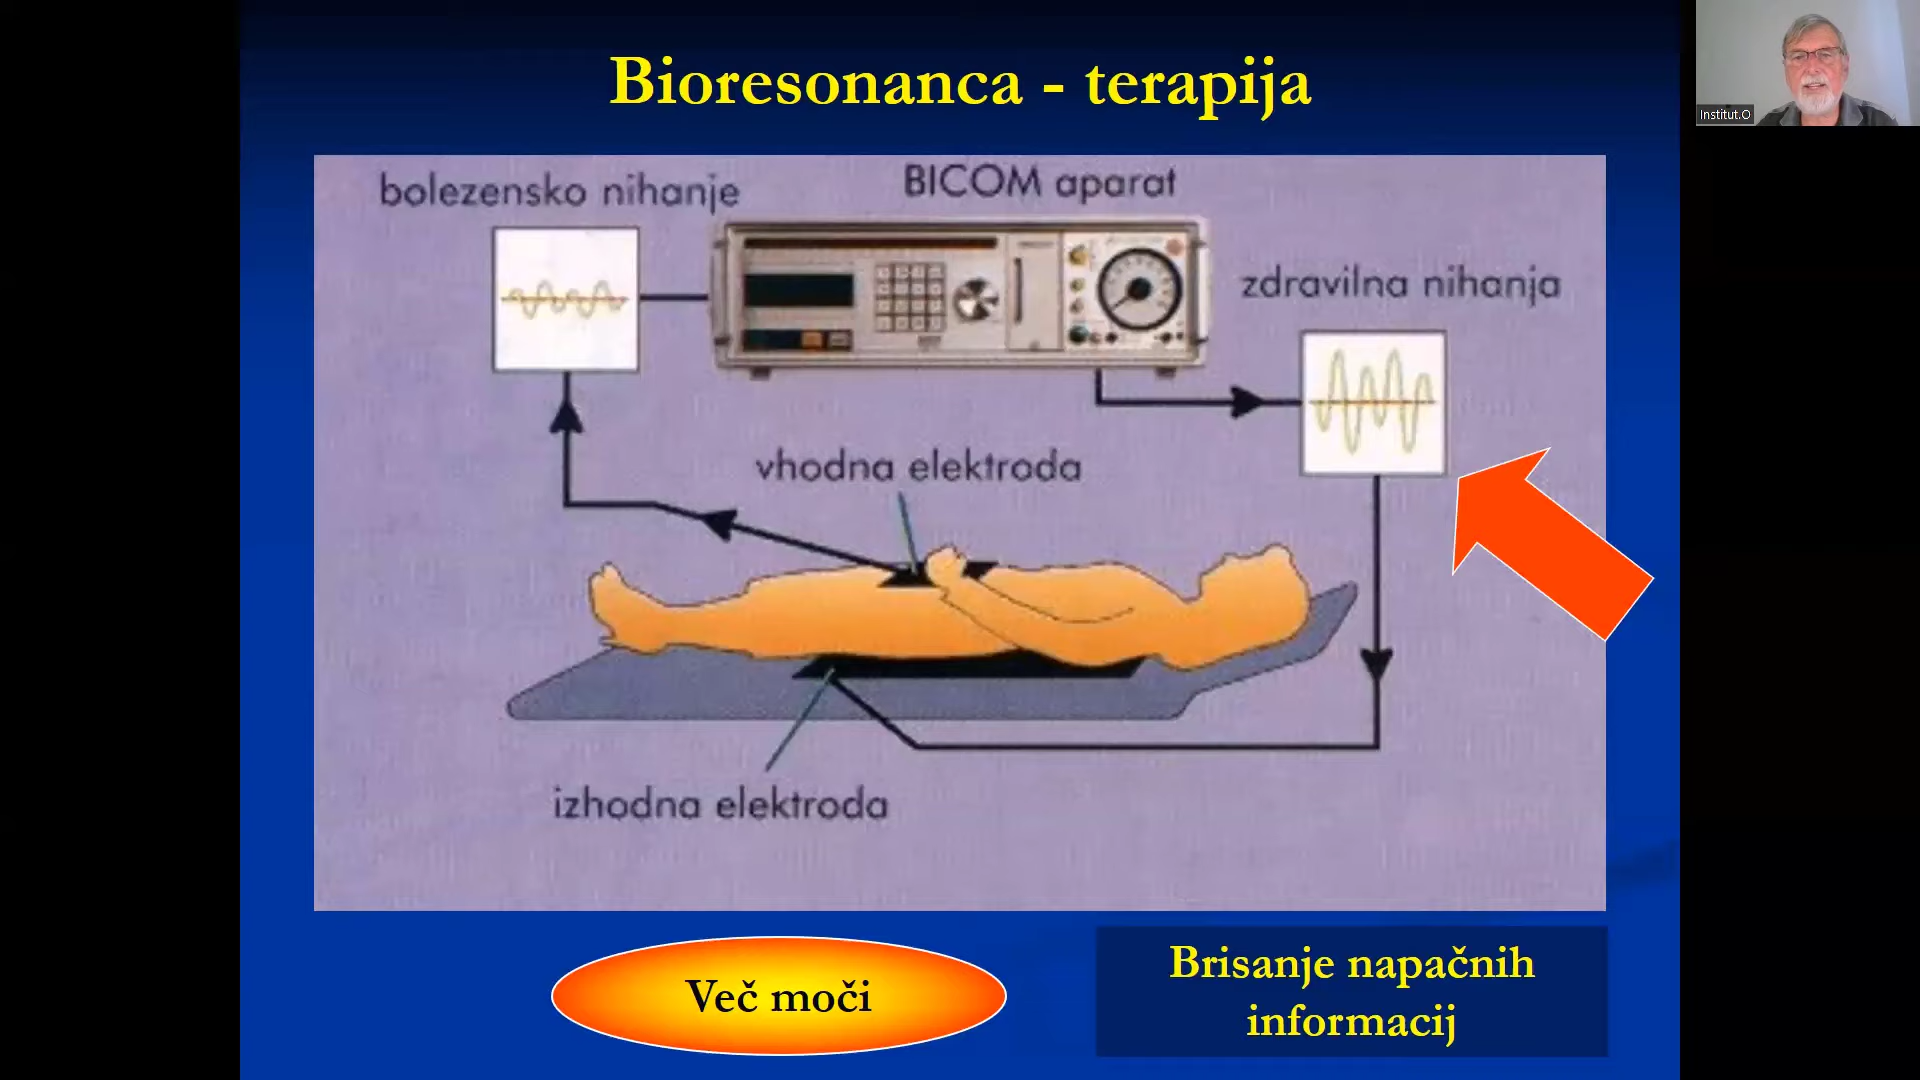 Bioresonanca - terapija
Institut.O
bolezensko nihanje
BICOM aparat
zdravilna nihanja
vhodna elektroda
izhodna elektroda
Več moči
Brisanje napačnih
informacij